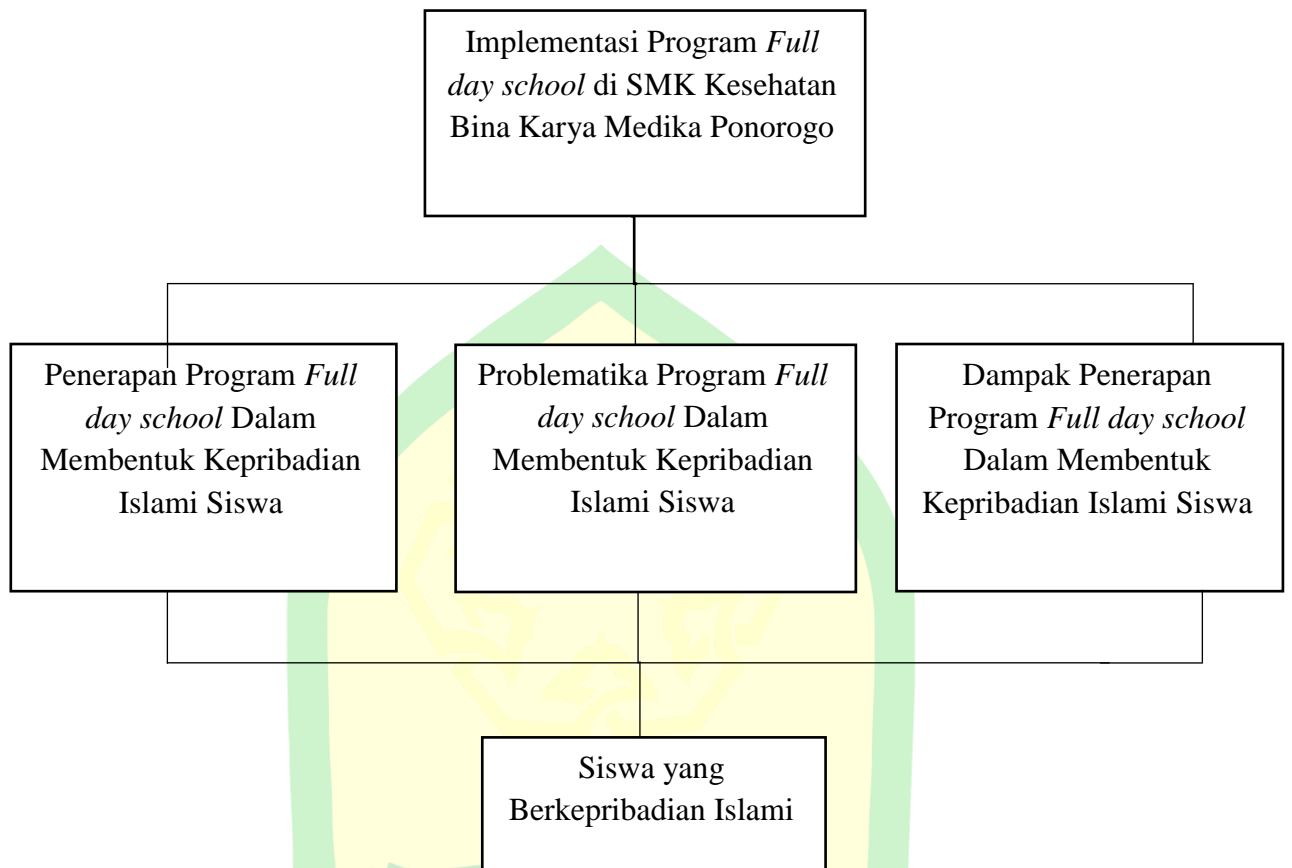 Implementasi Program Full
day school di SMK Kesehatan
Bina Karya Medika Ponorogo
Penerapan Program Full
day school Dalam
Membentuk Kepribadian
Islami Siswa
Problematika Program Full
day school Dalam
Membentuk Kepribadian
Islami Siswa
Dampak Penerapan
Program Full day school
Dalam Membentuk
Kepribadian Islami Siswa
Siswa yang
Berkepribadian Islami